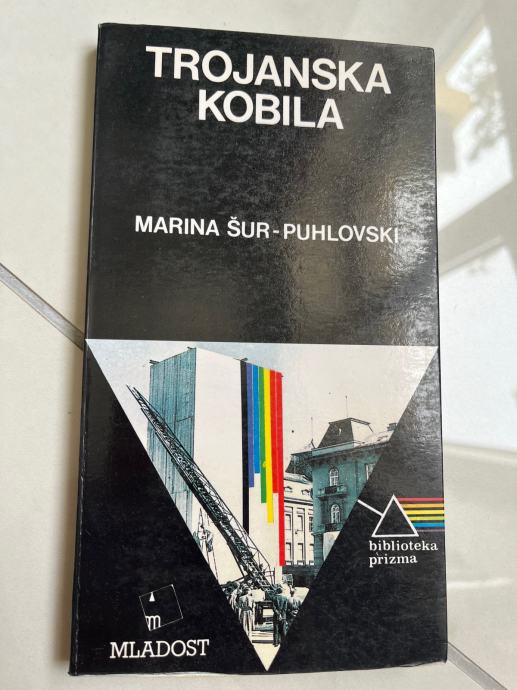 TROJANSKA
KOBILA
MARINA ŠUR-PUHLOVSKI
biblioteka
prizma
m
MLADOST